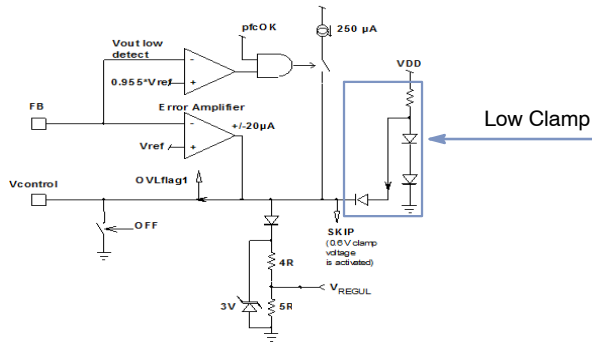 pfcOK
250 µA
Vout low
detect
VDD
0.955*Vref
Low Clamp
FB
Error Amplifier
+/-20µA
Vref
Vcontrol
OVLflag1
OFF
SKIP
(0.6V clamp
voltage
is activated)
4R
VREGUL
3V
5R